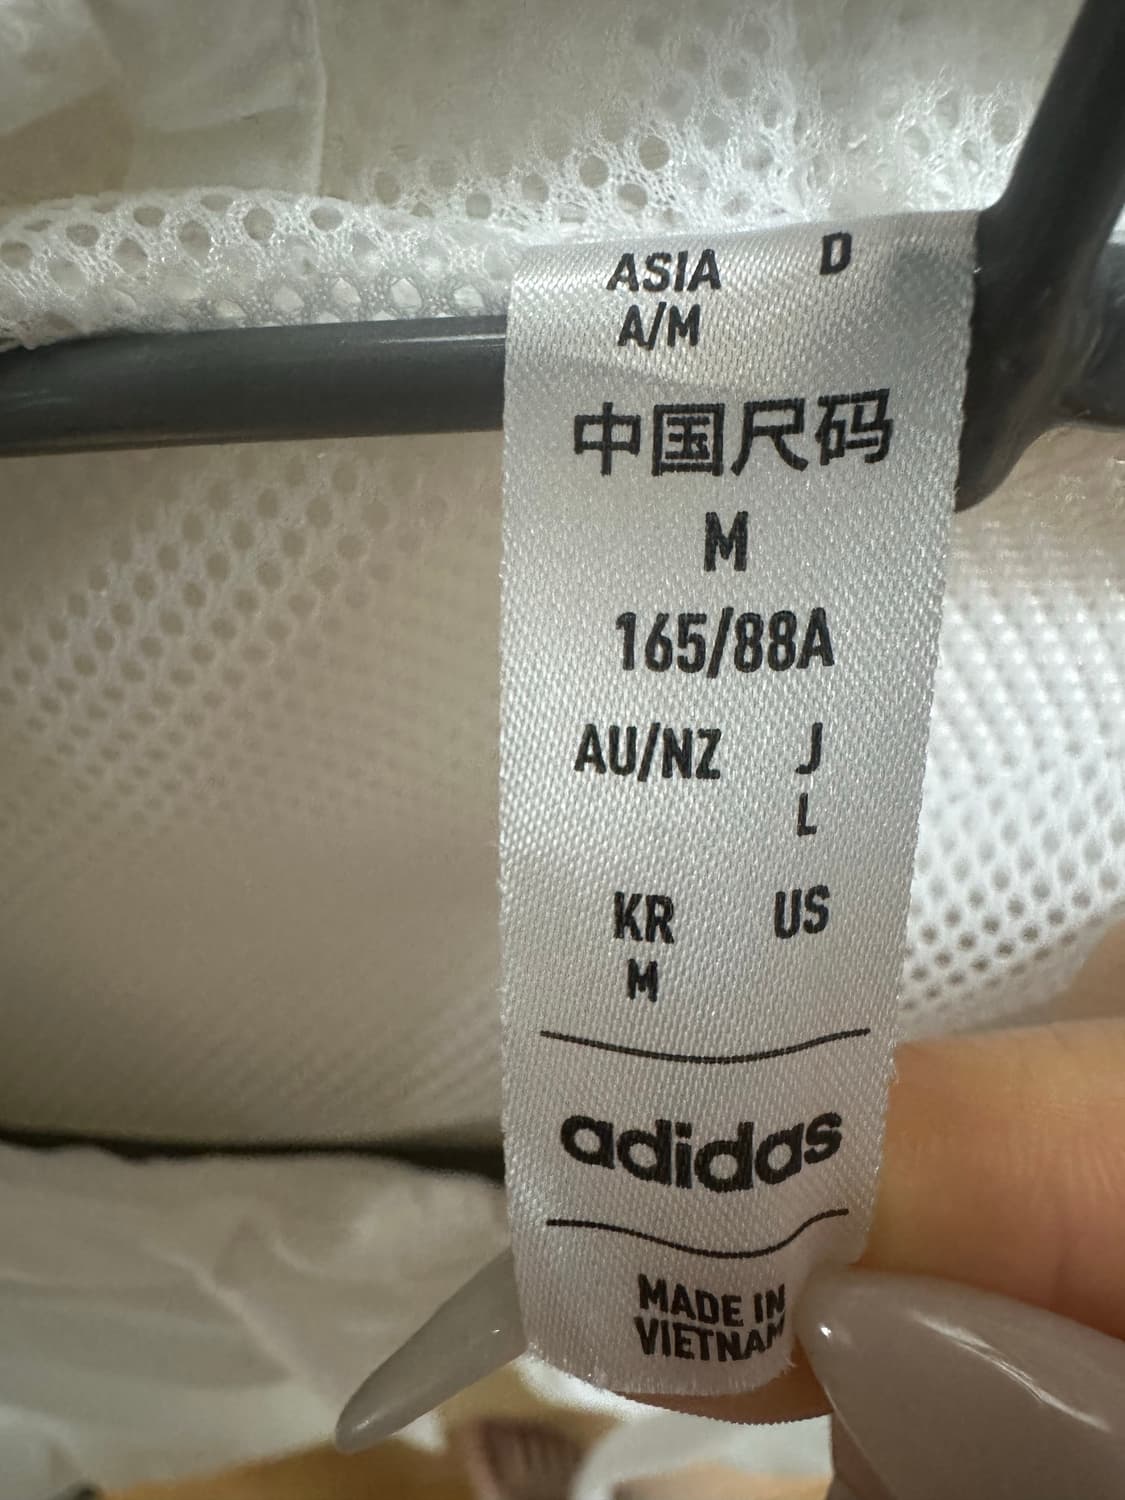 ASIA D
A/M
中国尺码
M
165/88A
AU/NZ J
L
KR US
M
adidas
MADE IN
VIETNAM